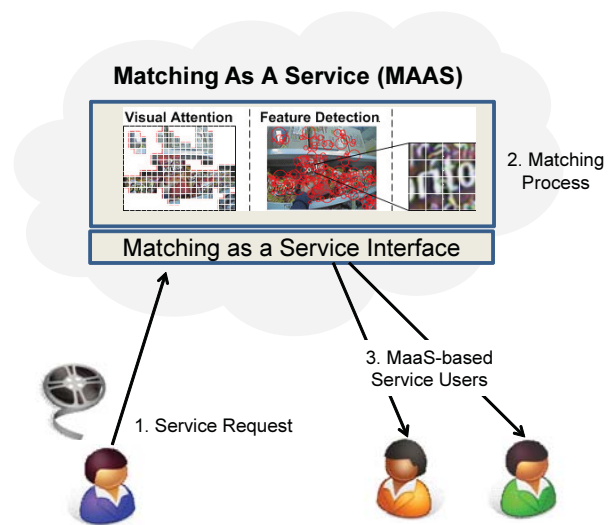 Matching As A Service (MAAS)
Visual Attention
Feature Detection
2. Matching
Process
Matching as a Service Interface
3. MaaS-based
Service Users
1. Service Request